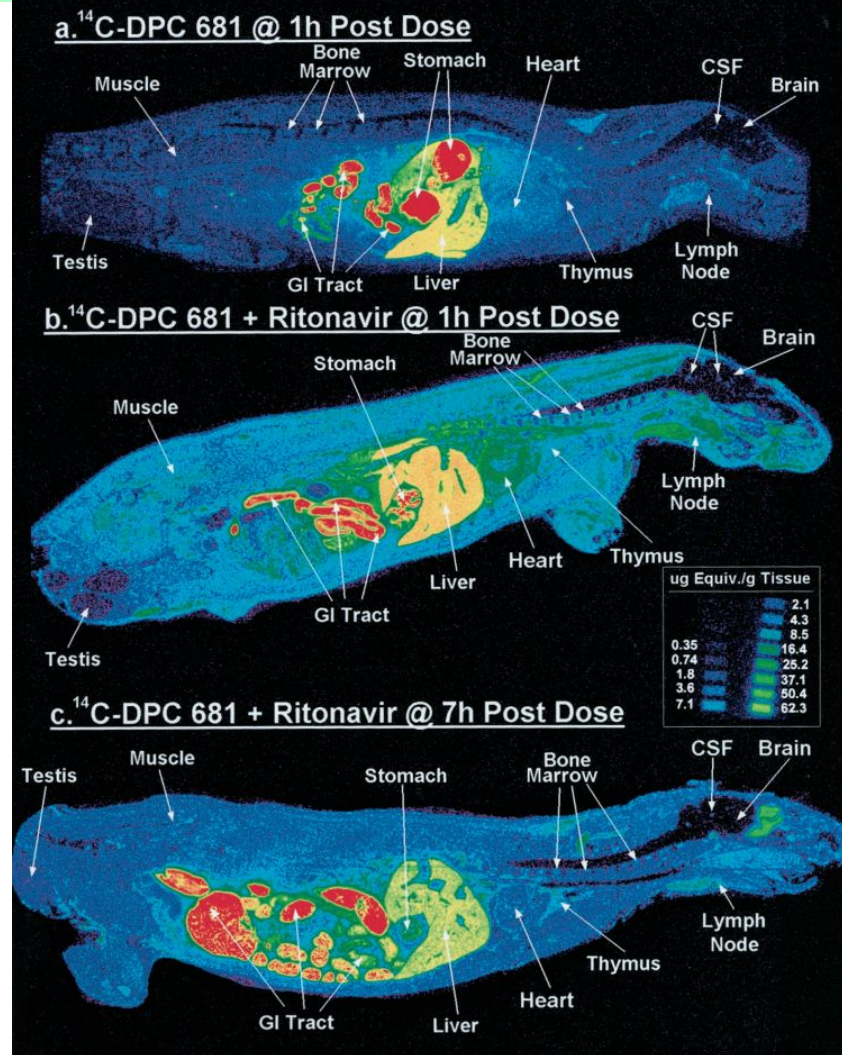 a.¹⁴C-DPC 681 @ 1h Post Dose
Bone
Marrow
Stomach
Heart
CSF
Brain
Muscle
Testis
GI Tract
Liver
Thymus
Lymph
Node
b.¹⁴C-DPC 681 + Ritonavir @ 1h Post Dose
Bone
Marrow
CSF
Brain
Stomach
Muscle
Lymph
Node
Heart
Thymus
Liver
GI Tract
Testis
ug Equiv./g Tissue
2.1
4.3
8.5
0.35 16.4
0.74 25.2
1.8 37.1
3.6 50.4
7.1 62.3
c.¹⁴C-DPC 681 + Ritonavir @ 7h Post Dose
Testis
Muscle
Stomach
Bone
Marrow
CSF
Brain
Lymph
Node
Thymus
Heart
GI Tract
Liver